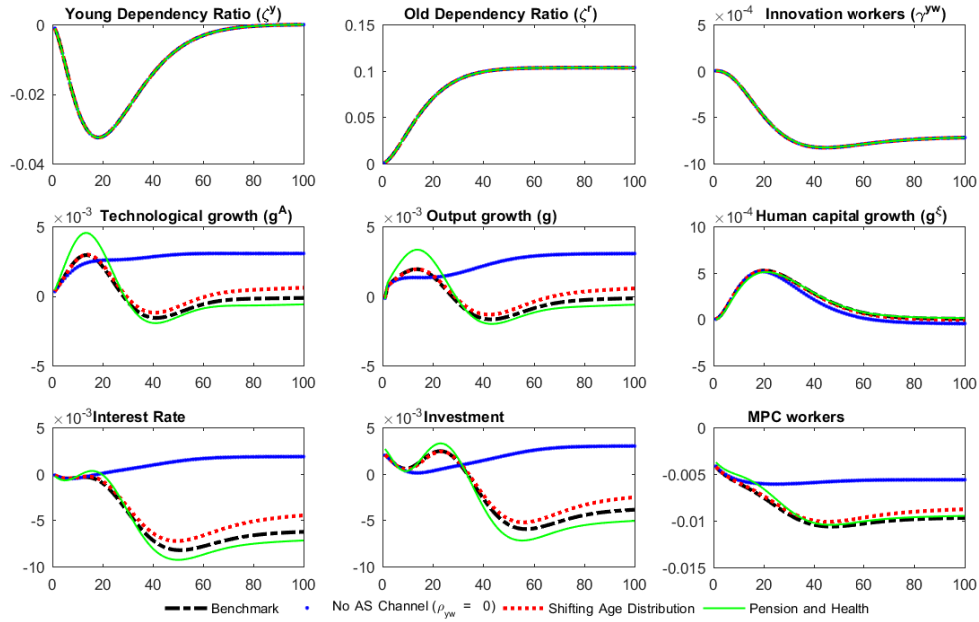 Young Dependency Ratio (ζ^y)
0
-0.02
-0.04
0 20 40 60 80 100
Old Dependency Ratio (ζ^r)
0.15
0.1
0.05
0
0 20 40 60 80 100
Innovation workers (γ^yw)
×10^-4
5
0
-5
-10
0 20 40 60 80 100
Technological growth (g^A)
×10^-3
5
0
-5
0 20 40 60 80 100
Output growth (g)
×10^-3
5
0
-5
0 20 40 60 80 100
Human capital growth (g^ξ)
×10^-4
10
5
0
-5
0 20 40 60 80 100
Interest Rate
×10^-3
5
0
-5
-10
0 20 40 60 80 100
Investment
×10^-3
5
0
-5
-10
0 20 40 60 80 100
MPC workers
0
-0.005
-0.01
-0.015
0 20 40 60 80 100
Benchmark
No AS Channel (ρ_yw = 0)
Shifting Age Distribution
Pension and Health